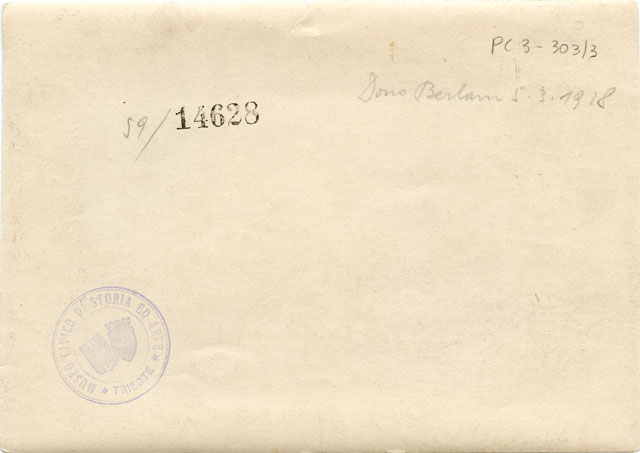 PC 3-303/3
Dono Berlam 5.3.1928
59/14628
MUSEO CIVICO DI STORIA ED ARTE
★ TRIESTE ★